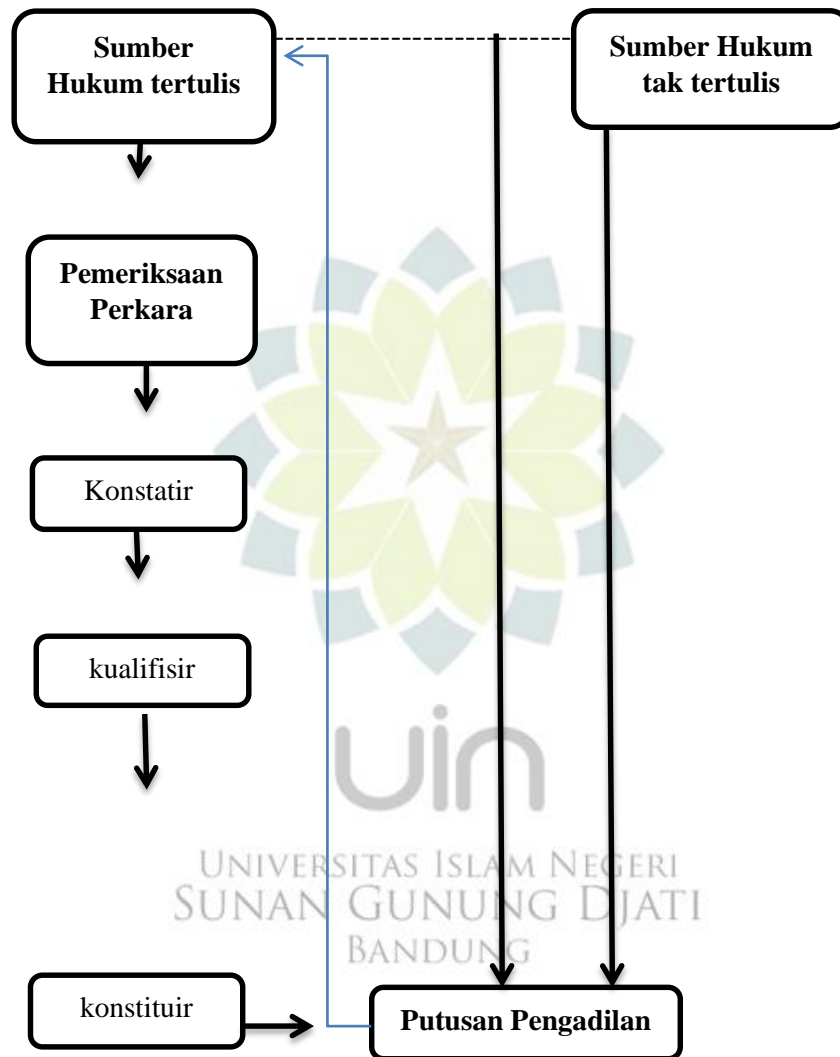 Sumber
Hukum tertulis
Sumber Hukum
tak tertulis
Pemeriksaan
Perkara
Konstatir
kualifisir
uin
UNIVERSITAS ISLAM NEGERI
SUNAN GUNUNG DJATI
BANDUNG
konstituir
Putusan Pengadilan